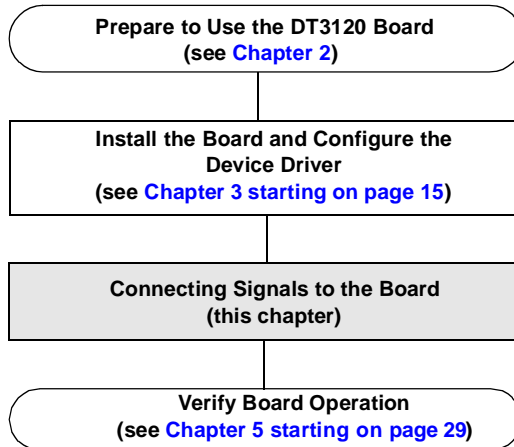 Prepare to Use the DT3120 Board
(see Chapter 2)
Install the Board and Configure the
Device Driver
(see Chapter 3 starting on page 15)
Connecting Signals to the Board
(this chapter)
Verify Board Operation
(see Chapter 5 starting on page 29)